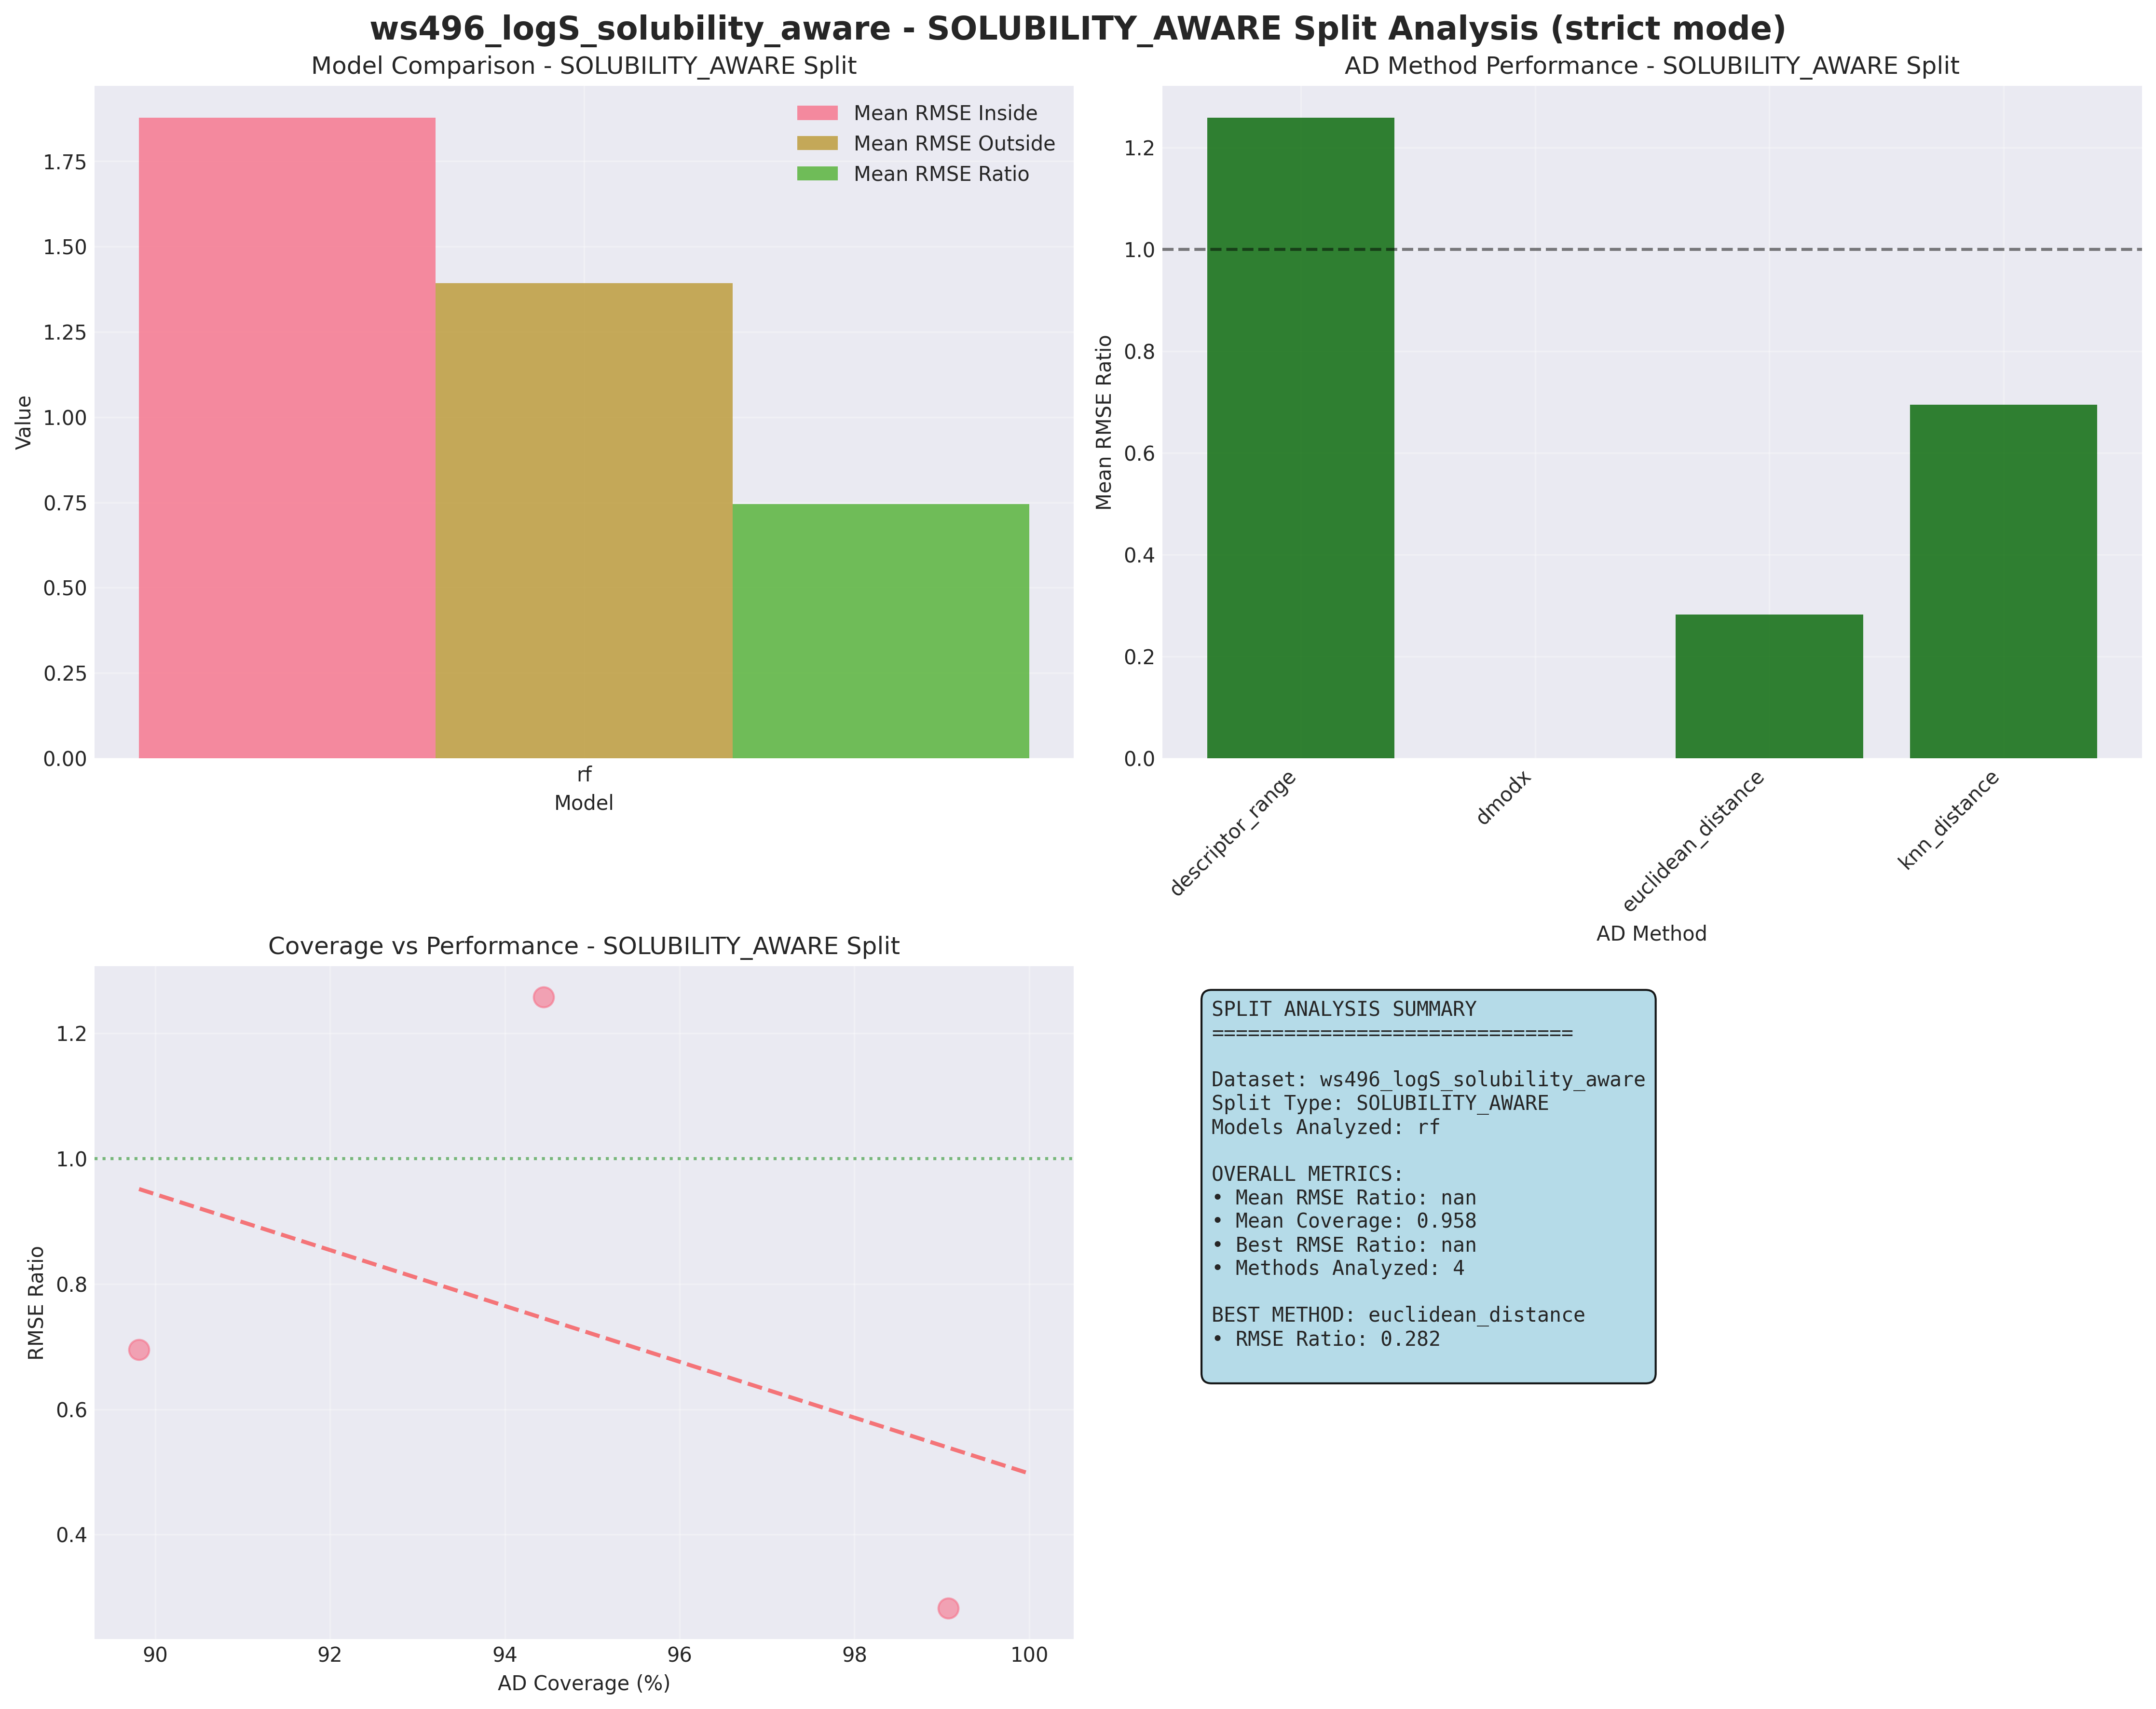 ws496_logS_solubility_aware - SOLUBILITY_AWARE Split Analysis (strict mode)
Model Comparison - SOLUBILITY_AWARE Split
Mean RMSE Inside
Mean RMSE Outside
Mean RMSE Ratio
1.75
1.50
1.25
1.00
0.75
0.50
0.25
0.00
Value
rf
Model
AD Method Performance - SOLUBILITY_AWARE Split
1.2
1.0
0.8
0.6
0.4
0.2
0.0
Mean RMSE Ratio
descriptor_range
dmodx
euclidean_distance
knn_distance
AD Method
Coverage vs Performance - SOLUBILITY_AWARE Split
1.2
1.0
0.8
0.6
0.4
RMSE Ratio
90
92
94
96
98
100
AD Coverage (%)
SPLIT ANALYSIS SUMMARY
==============================
Dataset: ws496_logS_solubility_aware
Split Type: SOLUBILITY_AWARE
Models Analyzed: rf
OVERALL METRICS:
• Mean RMSE Ratio: nan
• Mean Coverage: 0.958
• Best RMSE Ratio: nan
• Methods Analyzed: 4
BEST METHOD: euclidean_distance
• RMSE Ratio: 0.282